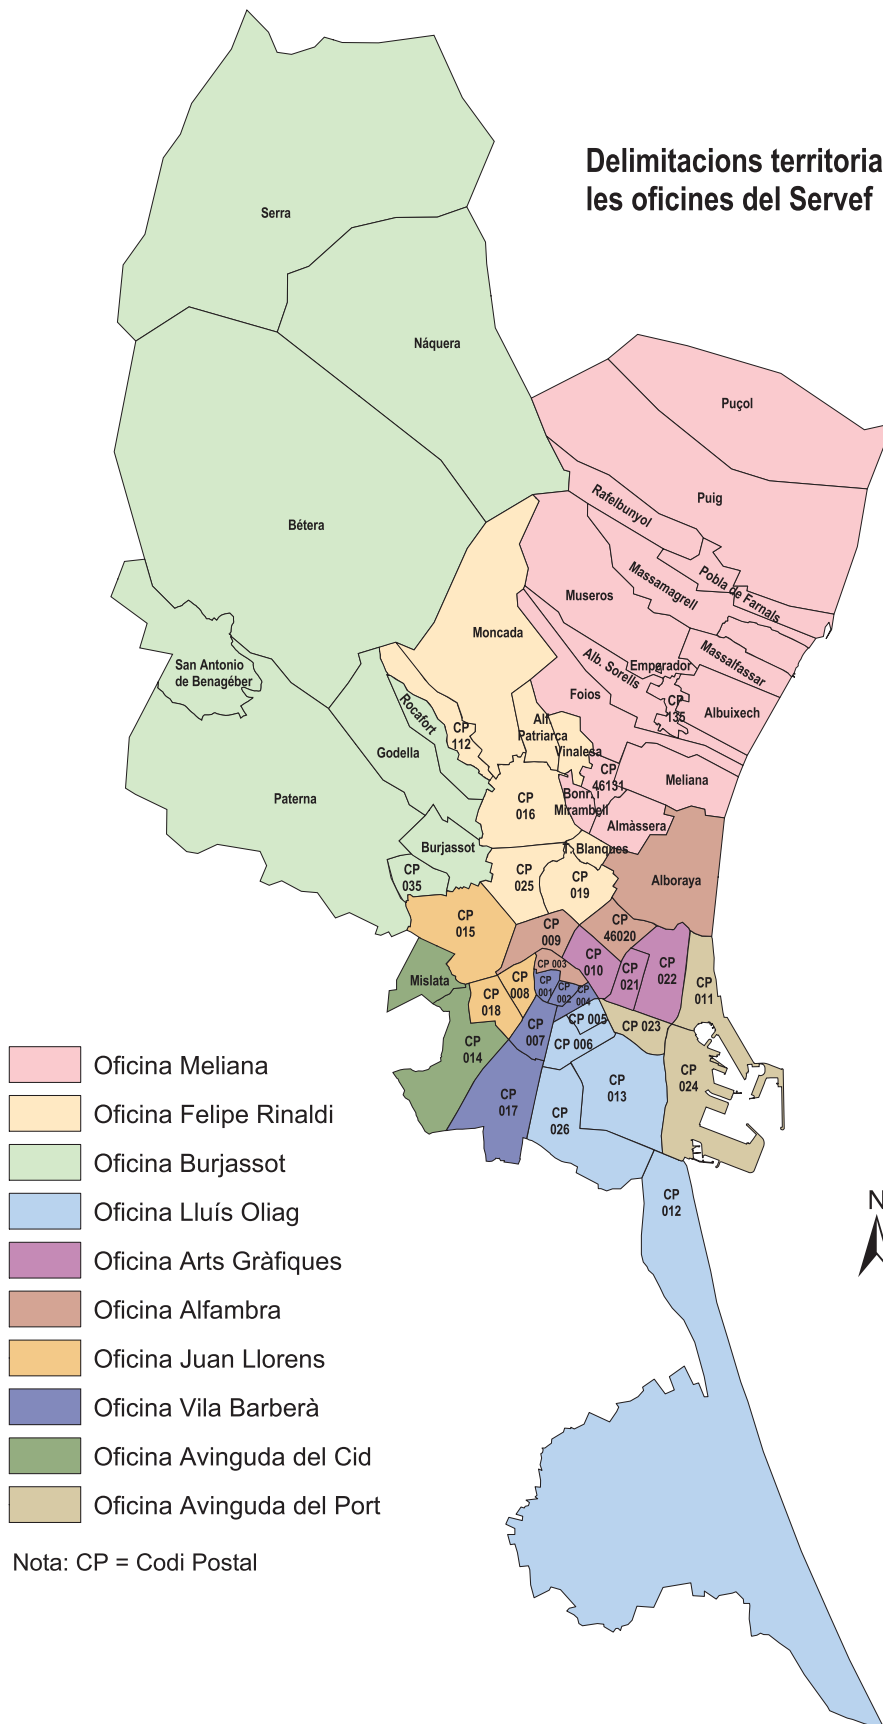 Delimitacions territoria
les oficines del Servef
Serra
Náquera
Puçol
Puig
Rafelbunyol
Bétera
Pobla de Farnals
Massamagrell
Museros
Moncada
Massalfassar
Emperador
Alb. Sorells
San Antonio
de Benagéber
Foios
CP
135
Albuixech
Rocafort
Alf.
Patriarca
CP
112
Vinalesa
Godella
CP
46131
Meliana
Paterna
CP
016
Bonr. i
Mirambell
Almàssera
Burjassot
T. Blanques
CP
035
CP
025
CP
019
Alboraya
CP
015
CP
009
CP
46020
CP 003
CP
010
CP
021
CP
022
CP
011
Mislata
CP
018
CP
008
CP
001
CP
002
CP
004
CP 005
CP 023
CP
007
CP 006
CP
014
CP
024
CP
017
CP
013
CP
026
CP
012
N
Oficina Meliana
Oficina Felipe Rinaldi
Oficina Burjassot
Oficina Lluís Oliag
Oficina Arts Gràfiques
Oficina Alfambra
Oficina Juan Llorens
Oficina Vila Barberà
Oficina Avinguda del Cid
Oficina Avinguda del Port
Nota: CP = Codi Postal